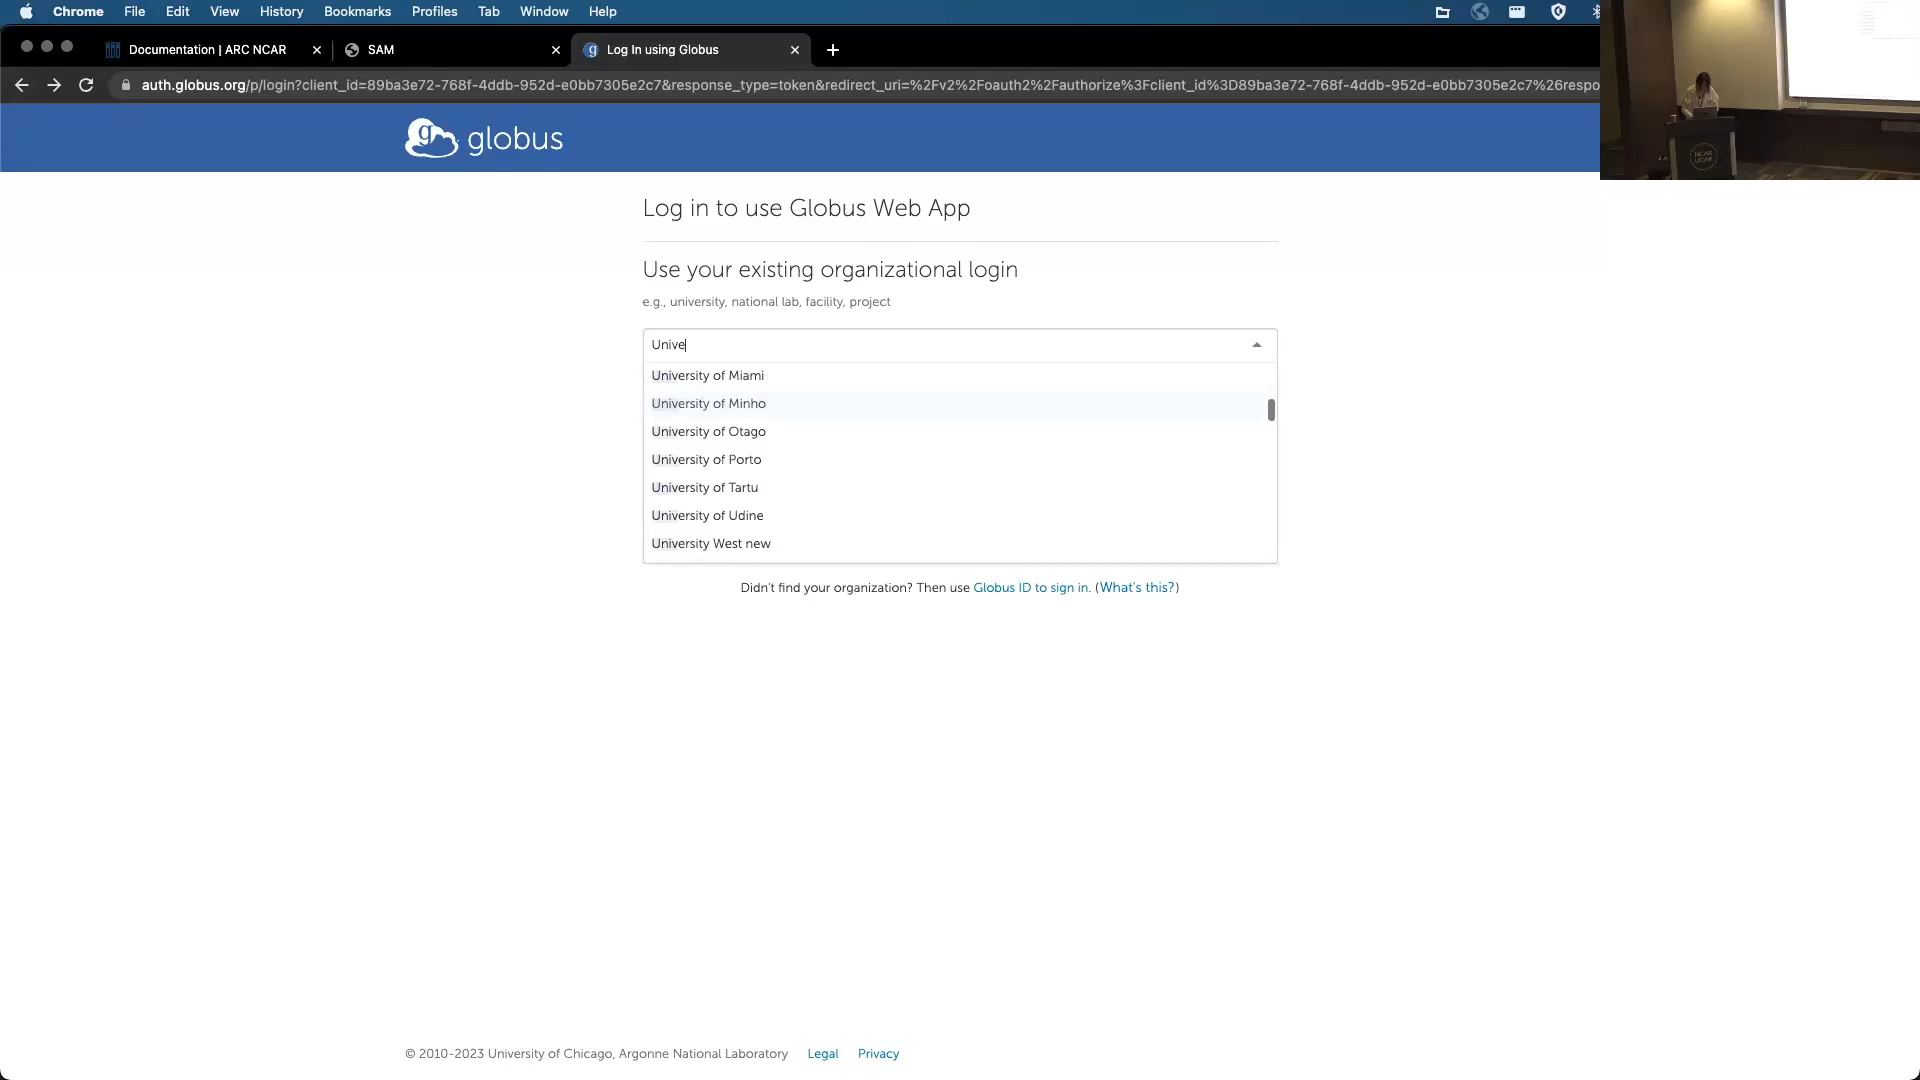 Chrome File Edit View History Bookmarks Profiles Tab Window Help
Documentation | ARC NCAR SAM Log In using Globus
auth.globus.org/p/login?client_id=89ba3e72-768f-4ddb-952d-e0bb7305e2c7&response_type=token&redirect_uri=%2Fv2%2Foauth2%2Fauthorize%3Fclient_id%3D89ba3e72-768f-4ddb-952d-e0bb7305e2c7%26respo
globus
NCAR
UCAR
Log in to use Globus Web App
Use your existing organizational login
e.g., university, national lab, facility, project
Unive
University of Miami
University of Minho
University of Otago
University of Porto
University of Tartu
University of Udine
University West new
Didn't find your organization? Then use Globus ID to sign in. (What's this?)
© 2010-2023 University of Chicago, Argonne National Laboratory Legal Privacy